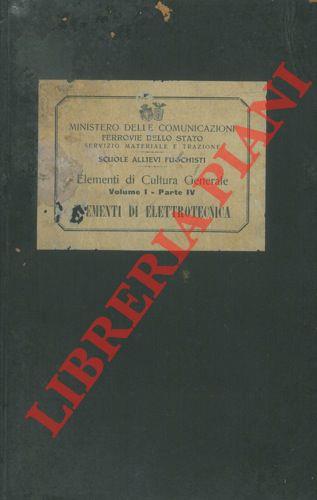 MINISTERO DELLE COMUNICAZIONI
FERROVIE DELLO STATO
SERVIZIO MATERIALE E TRAZIONE
SCUOLE ALLIEVI FUOCHISTI
Elementi di Cultura Generale
Volume I - Parte IV
ELEMENTI DI ELETTROTECNICA
LIBRERIA PIANI